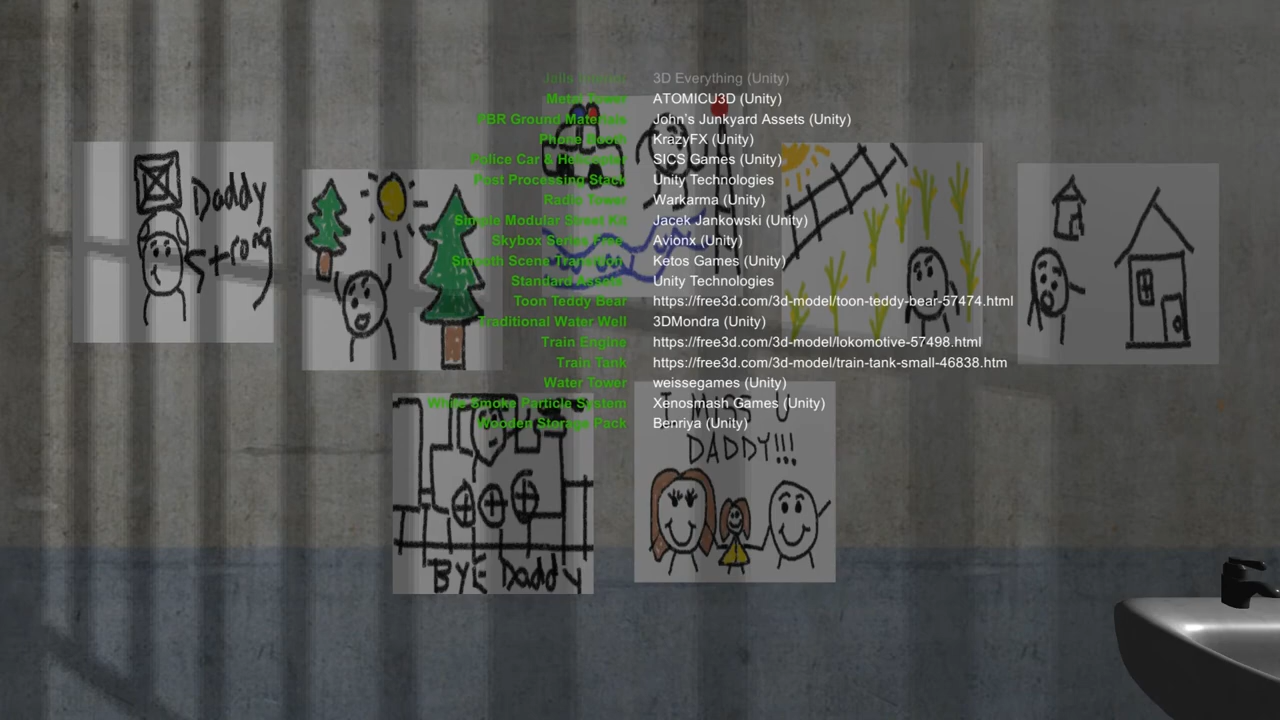 Jails Indoor 3D Everything (Unity)
Metal Tower ATOMICU3D (Unity)
PBR Ground Materials John's Junkyard Assets (Unity)
Phone Booth KrazyFX (Unity)
Police Car & Helicopter SICS Games (Unity)
Post Processing Stack Unity Technologies
Radio Tower Warkarma (Unity)
Simple Modular Street Kit Jacek Jankowski (Unity)
Skybox Series Free Avionx (Unity)
Smooth Scene Transition Ketos Games (Unity)
Standard Assets Unity Technologies
Toon Teddy Bear https://free3d.com/3d-model/toon-teddy-bear-57474.html
Traditional Water Well 3DMondra (Unity)
Train Engine https://free3d.com/3d-model/lokomotive-57498.html
Train Tank https://free3d.com/3d-model/train-tank-small-46838.htm
Water Tower weissegames (Unity)
White Smoke Particle System Xenosmash Games (Unity)
Wooden Storage Pack Benriya (Unity)
Daddy
strong
BYE Daddy
I MISS U
DADDY!!!